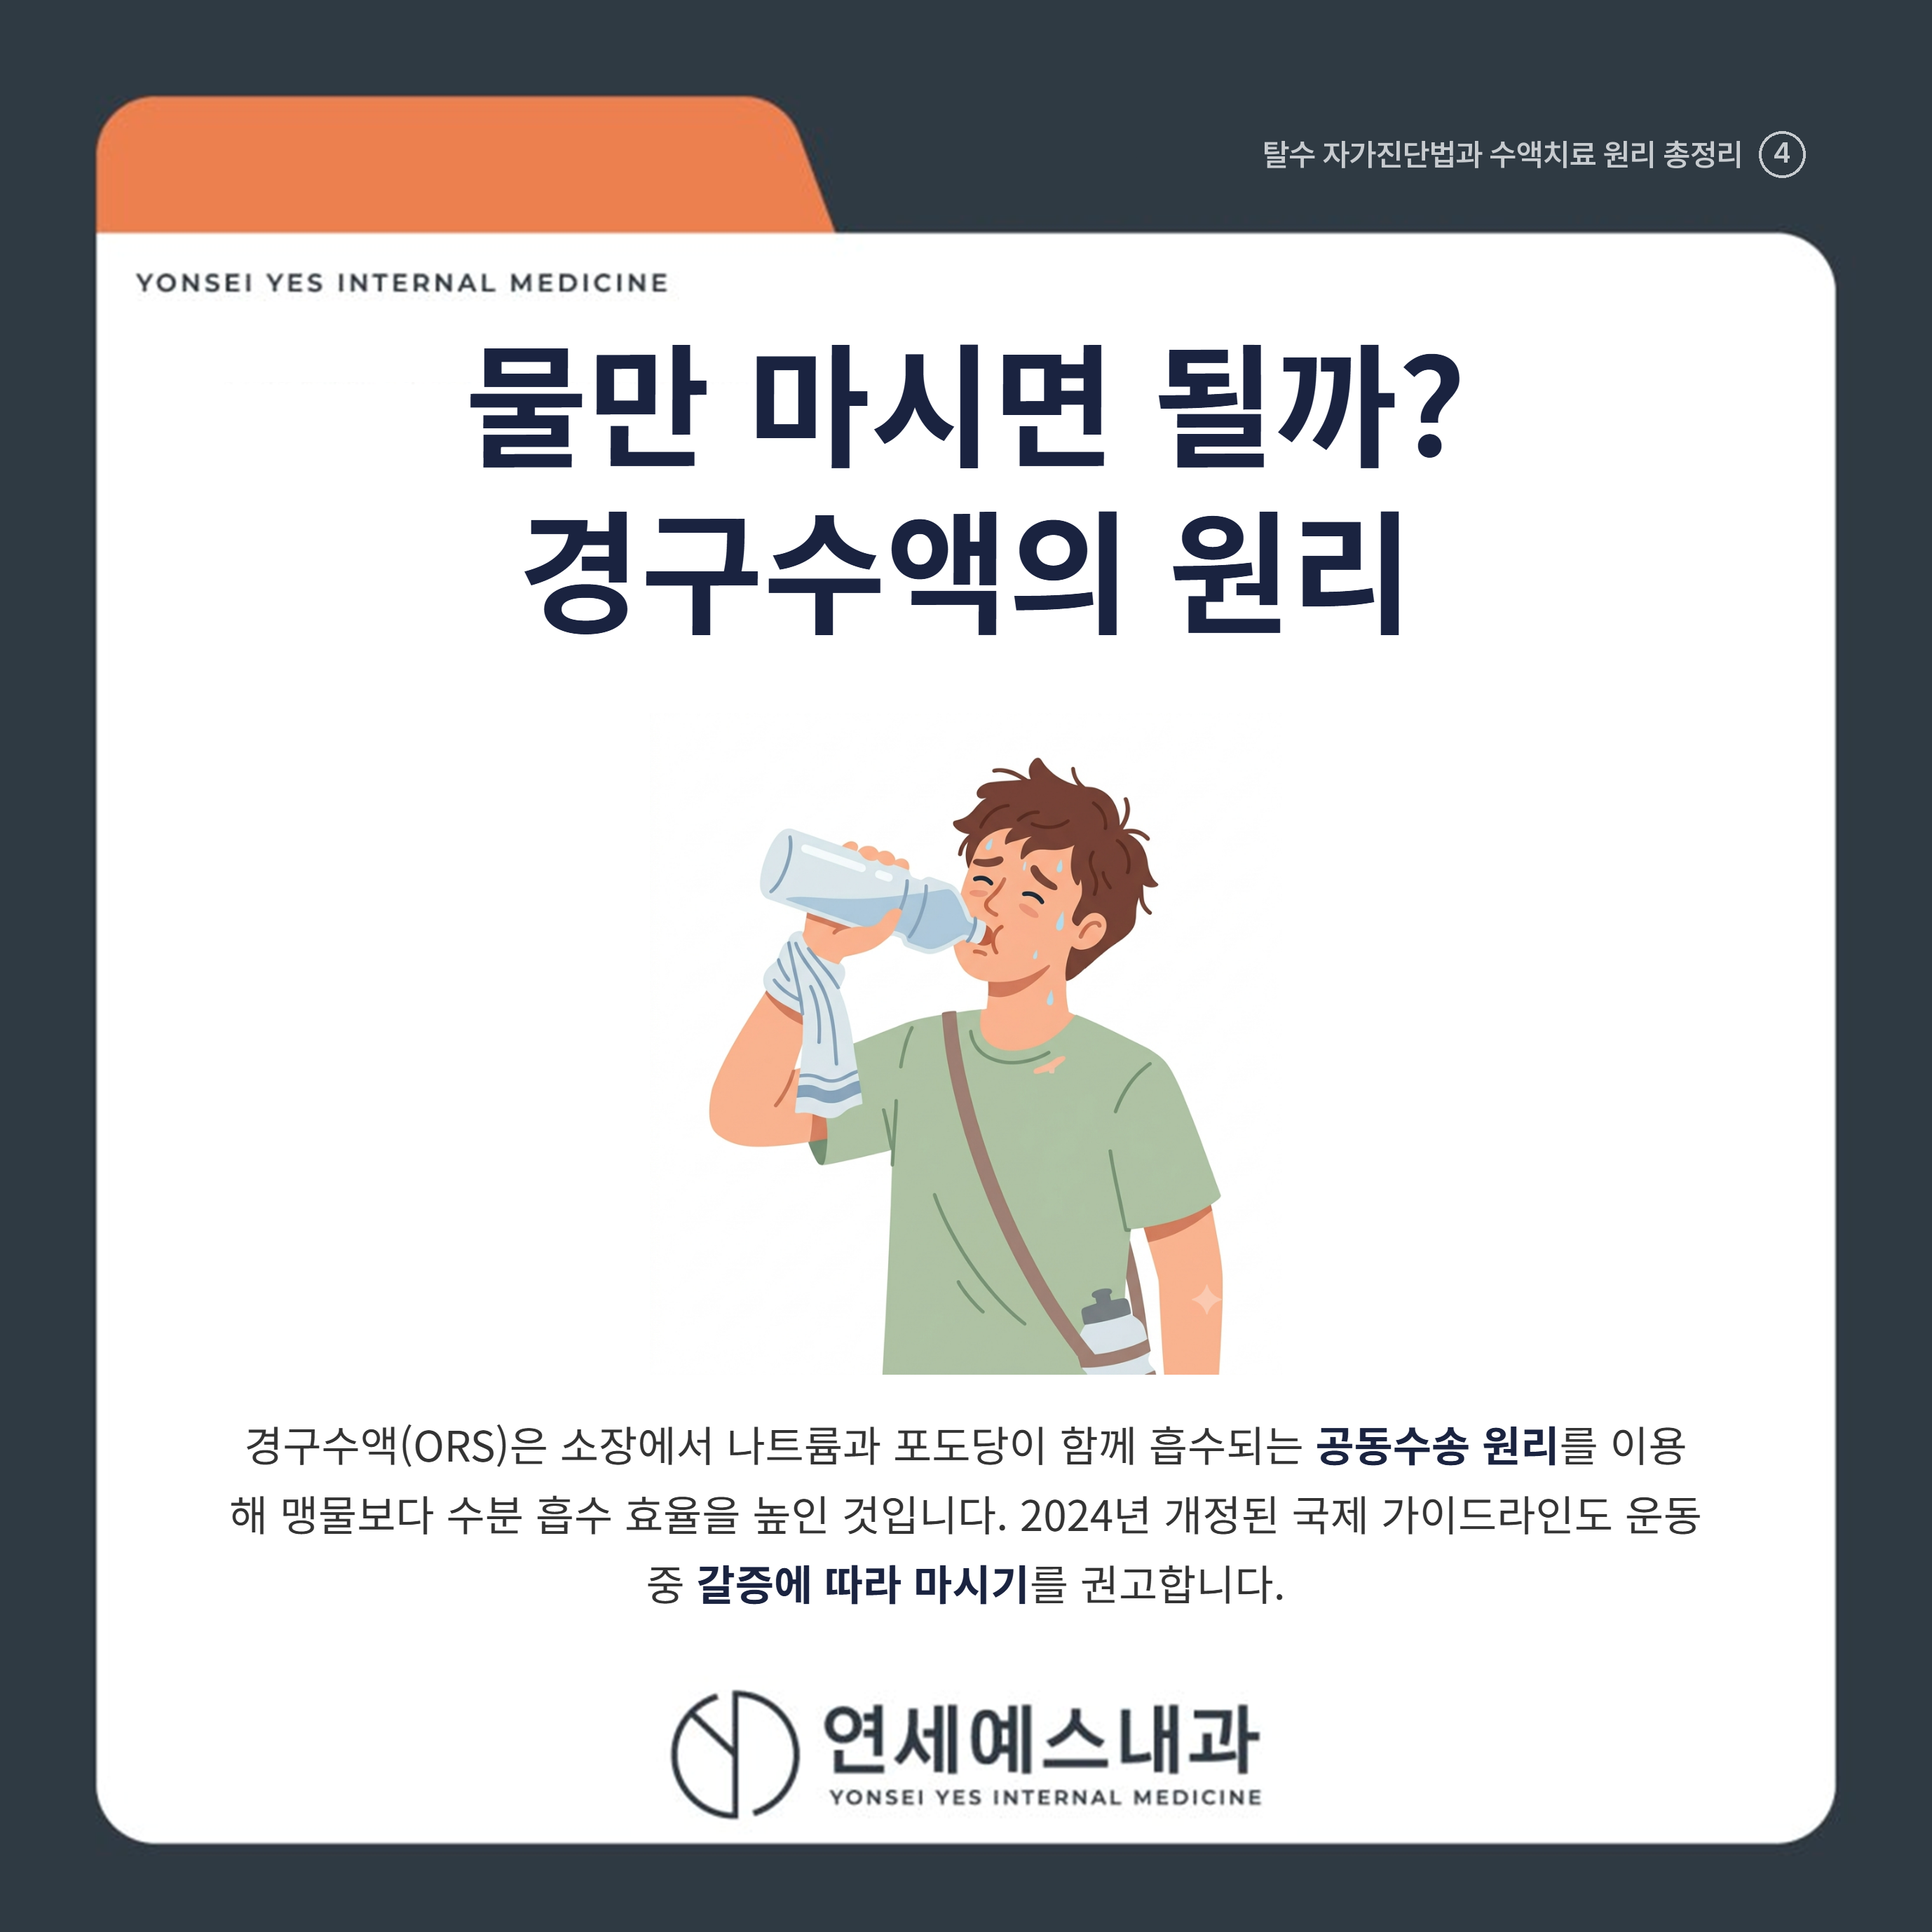 탈수 자가진단법과 수액치료 원리 총정리 4
YONSEI YES INTERNAL MEDICINE
물만 마시면 될까?
경구수액의 원리
경구수액(ORS)은 소장에서 나트륨과 포도당이 함께 흡수되는 공동수송 원리를 이용
해 맹물보다 수분 흡수 효율을 높인 것입니다. 2024년 개정된 국제 가이드라인도 운동
중 갈증에 따라 마시기를 권고합니다.
연세예스내과
YONSEI YES INTERNAL MEDICINE